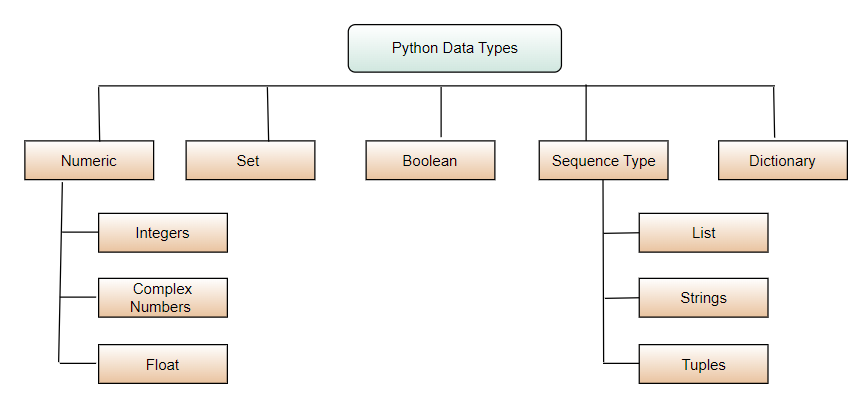 Python Data Types
Numeric
Set
Boolean
Sequence Type
Dictionary
Integers
List
Complex
Numbers
Strings
Float
Tuples